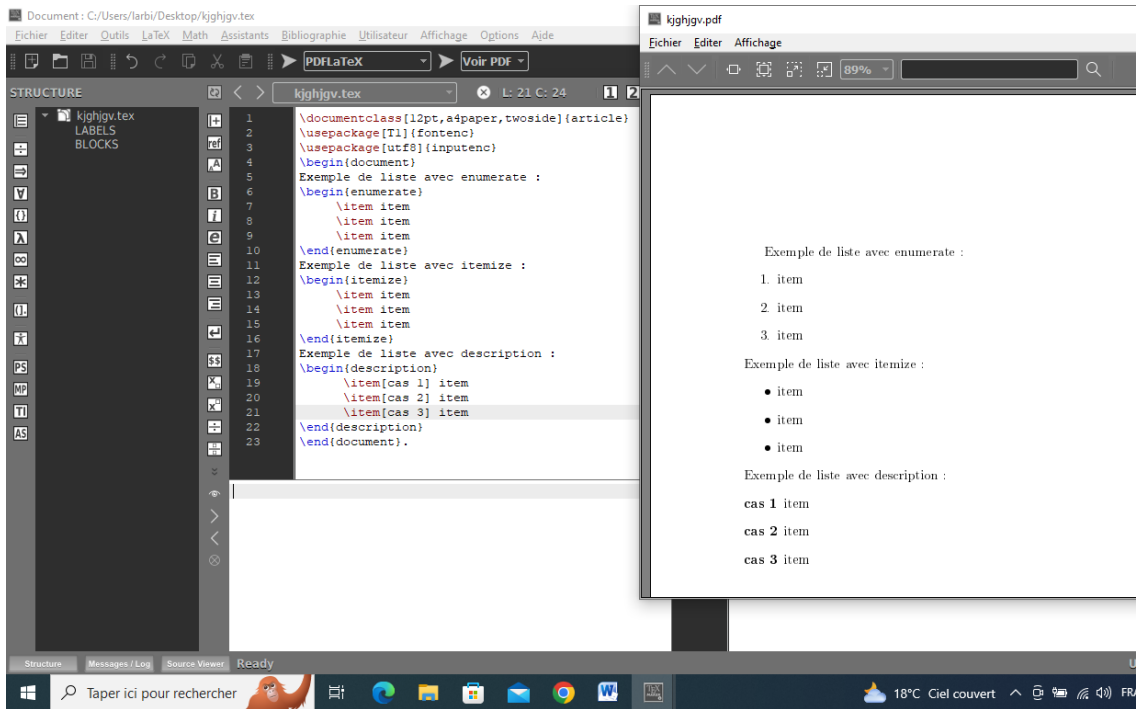 Document : C:/Users/larbi/Desktop/kjghjgv.tex
Fichier Editer Outils LaTeX Math Assistants Bibliographie Utilisateur Affichage Options Aide
PDFLaTeX Voir PDF
STRUCTURE kjghjgv.tex L: 21 C: 24 1 2
kjghjgv.tex
LABELS
BLOCKS
1 \documentclass[12pt,a4paper,twoside]{article}
2 \usepackage[T1]{fontenc}
3 \usepackage[utf8]{inputenc}
4 \begin{document}
5 Exemple de liste avec enumerate :
6 \begin{enumerate}
7 \item item
8 \item item
9 \item item
10 \end{enumerate}
11 Exemple de liste avec itemize :
12 \begin{itemize}
13 \item item
14 \item item
15 \item item
16 \end{itemize}
17 Exemple de liste avec description :
18 \begin{description}
19 \item[cas 1] item
20 \item[cas 2] item
21 \item[cas 3] item
22 \end{description}
23 \end{document}.
kjghjgv.pdf
Fichier Editer Affichage
89%
Exemple de liste avec enumerate :
1. item
2. item
3. item
Exemple de liste avec itemize :
• item
• item
• item
Exemple de liste avec description :
cas 1 item
cas 2 item
cas 3 item
Structure Messages / Log Source Viewer Ready
Taper ici pour rechercher
18°C Ciel couvert FRA